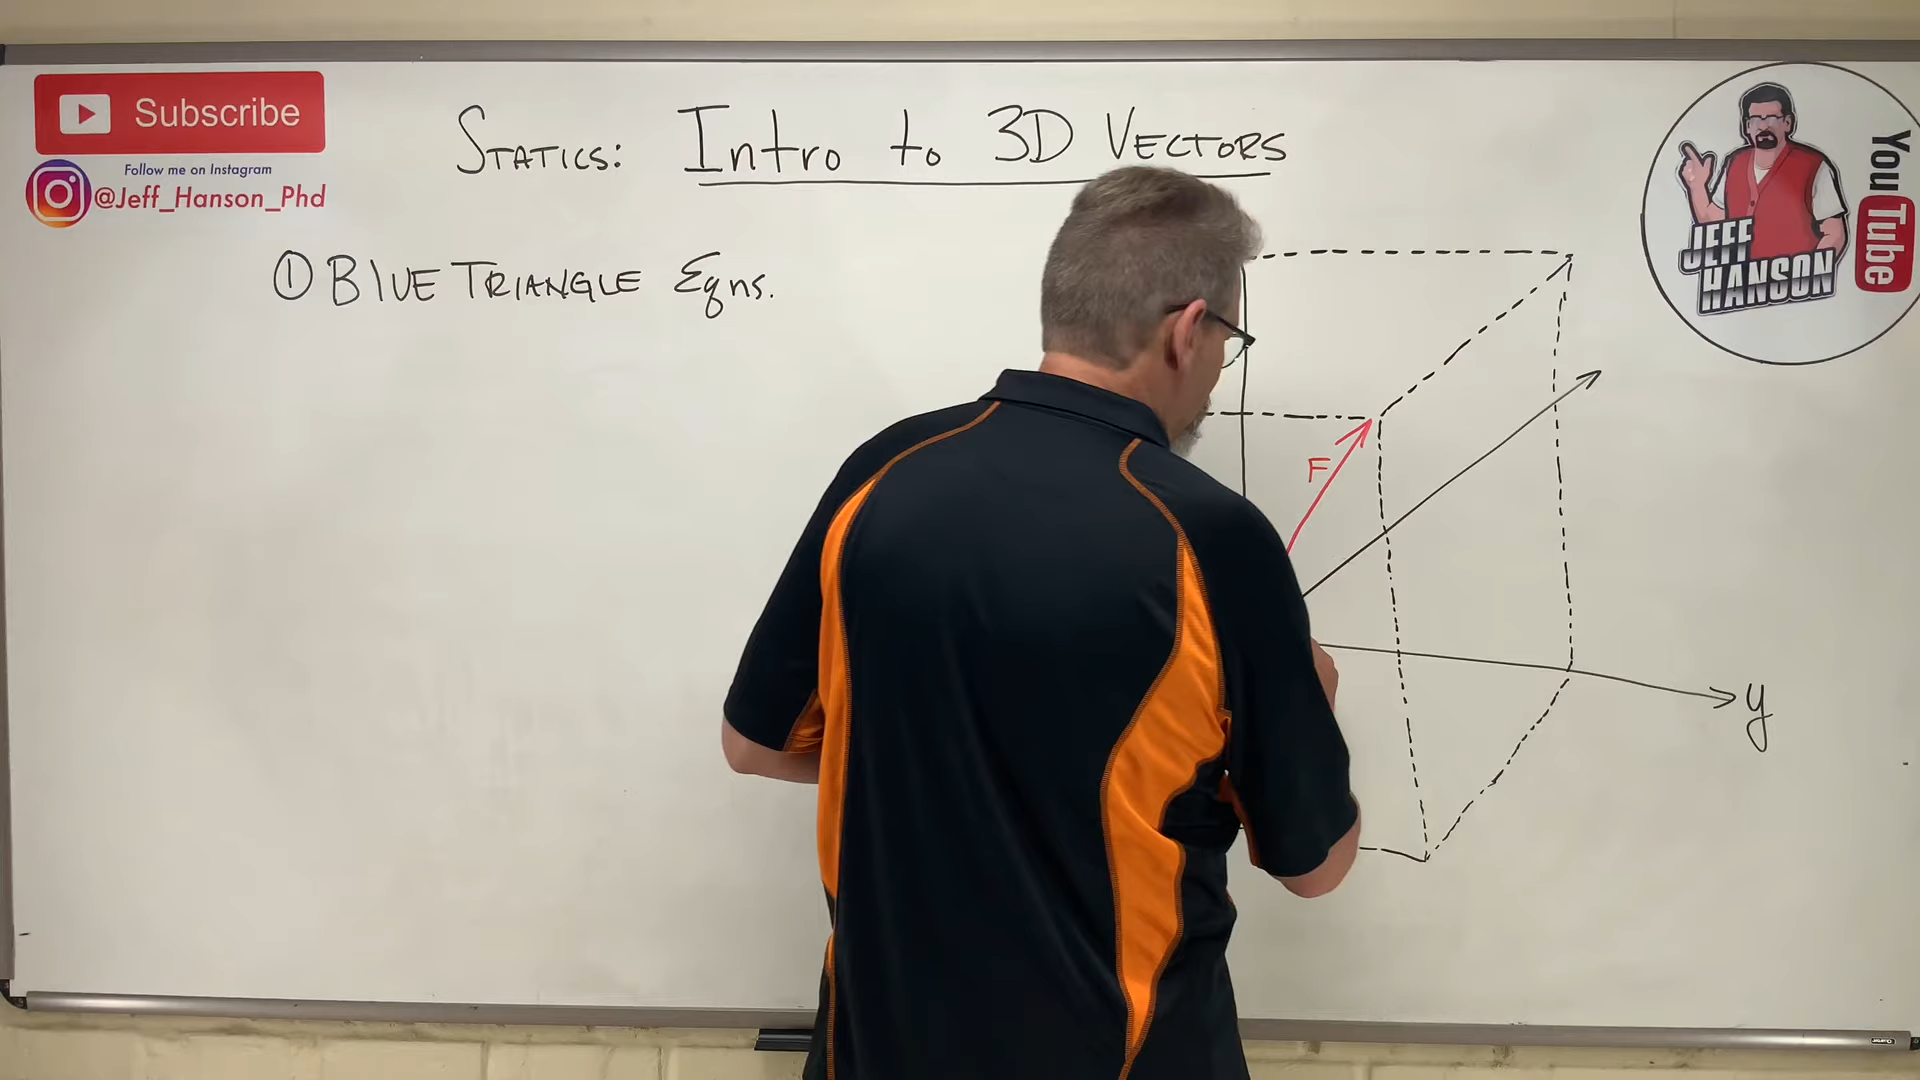 Subscribe
Follow me on Instagram
@Jeff_Hanson_Phd
STATICS: Intro to 3D VECTORS
① BlUE TRIANGLE Eqns.
F
y
JEFF
HANSON
YouTube